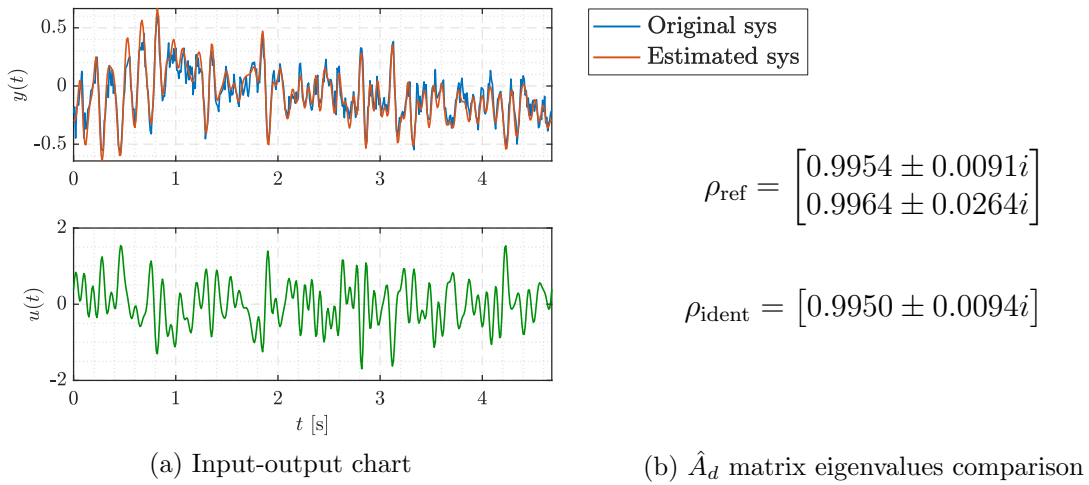 0.5
0
-0.5
y(t)
0 1 2 3 4
2
0
-2
u(t)
0 1 2 3 4
t [s]
(a) Input-output chart
Original sys
Estimated sys
ρ_ref = [0.9954 ± 0.0091i
0.9964 ± 0.0264i]
ρ_ident = [0.9950 ± 0.0094i]
(b) Â_d matrix eigenvalues comparison